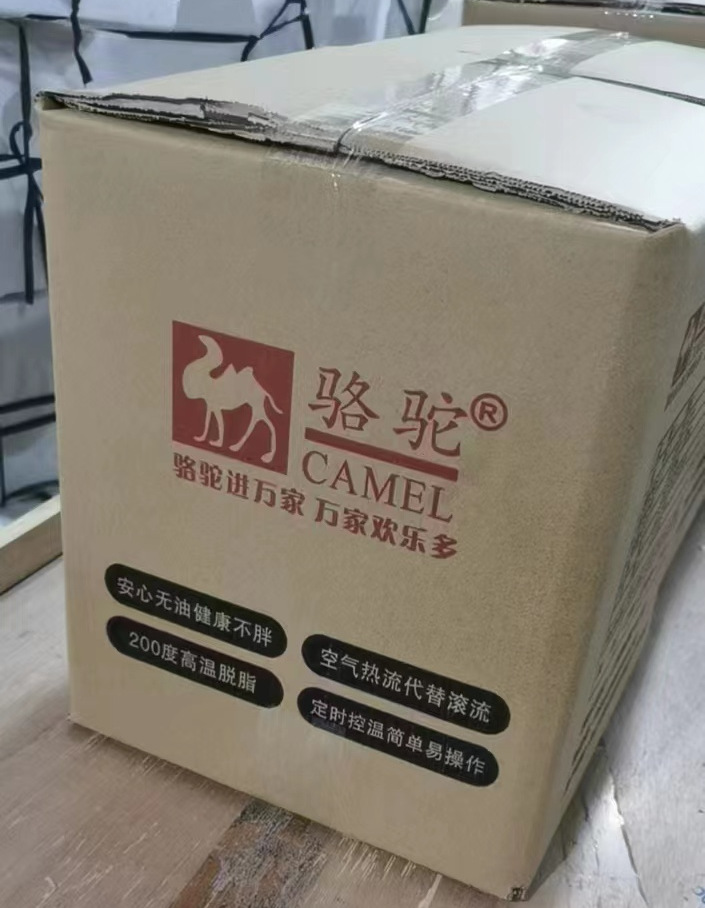 骆驼®
CAMEL
骆驼进万家 万家欢乐多
安心无油健康不胖
200度高温脱脂
空气热流代替滚流
定时控温简单易操作